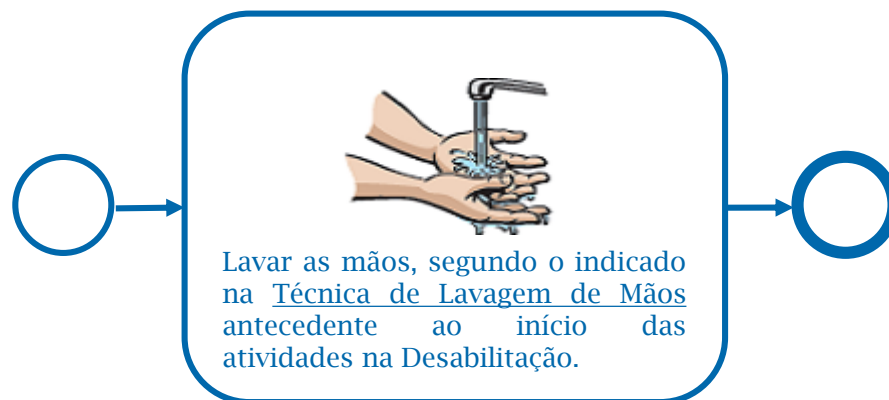 Lavar as mãos, segundo o indicado
na Técnica de Lavagem de Mãos
antecedente ao início das
atividades na Desabilitação.